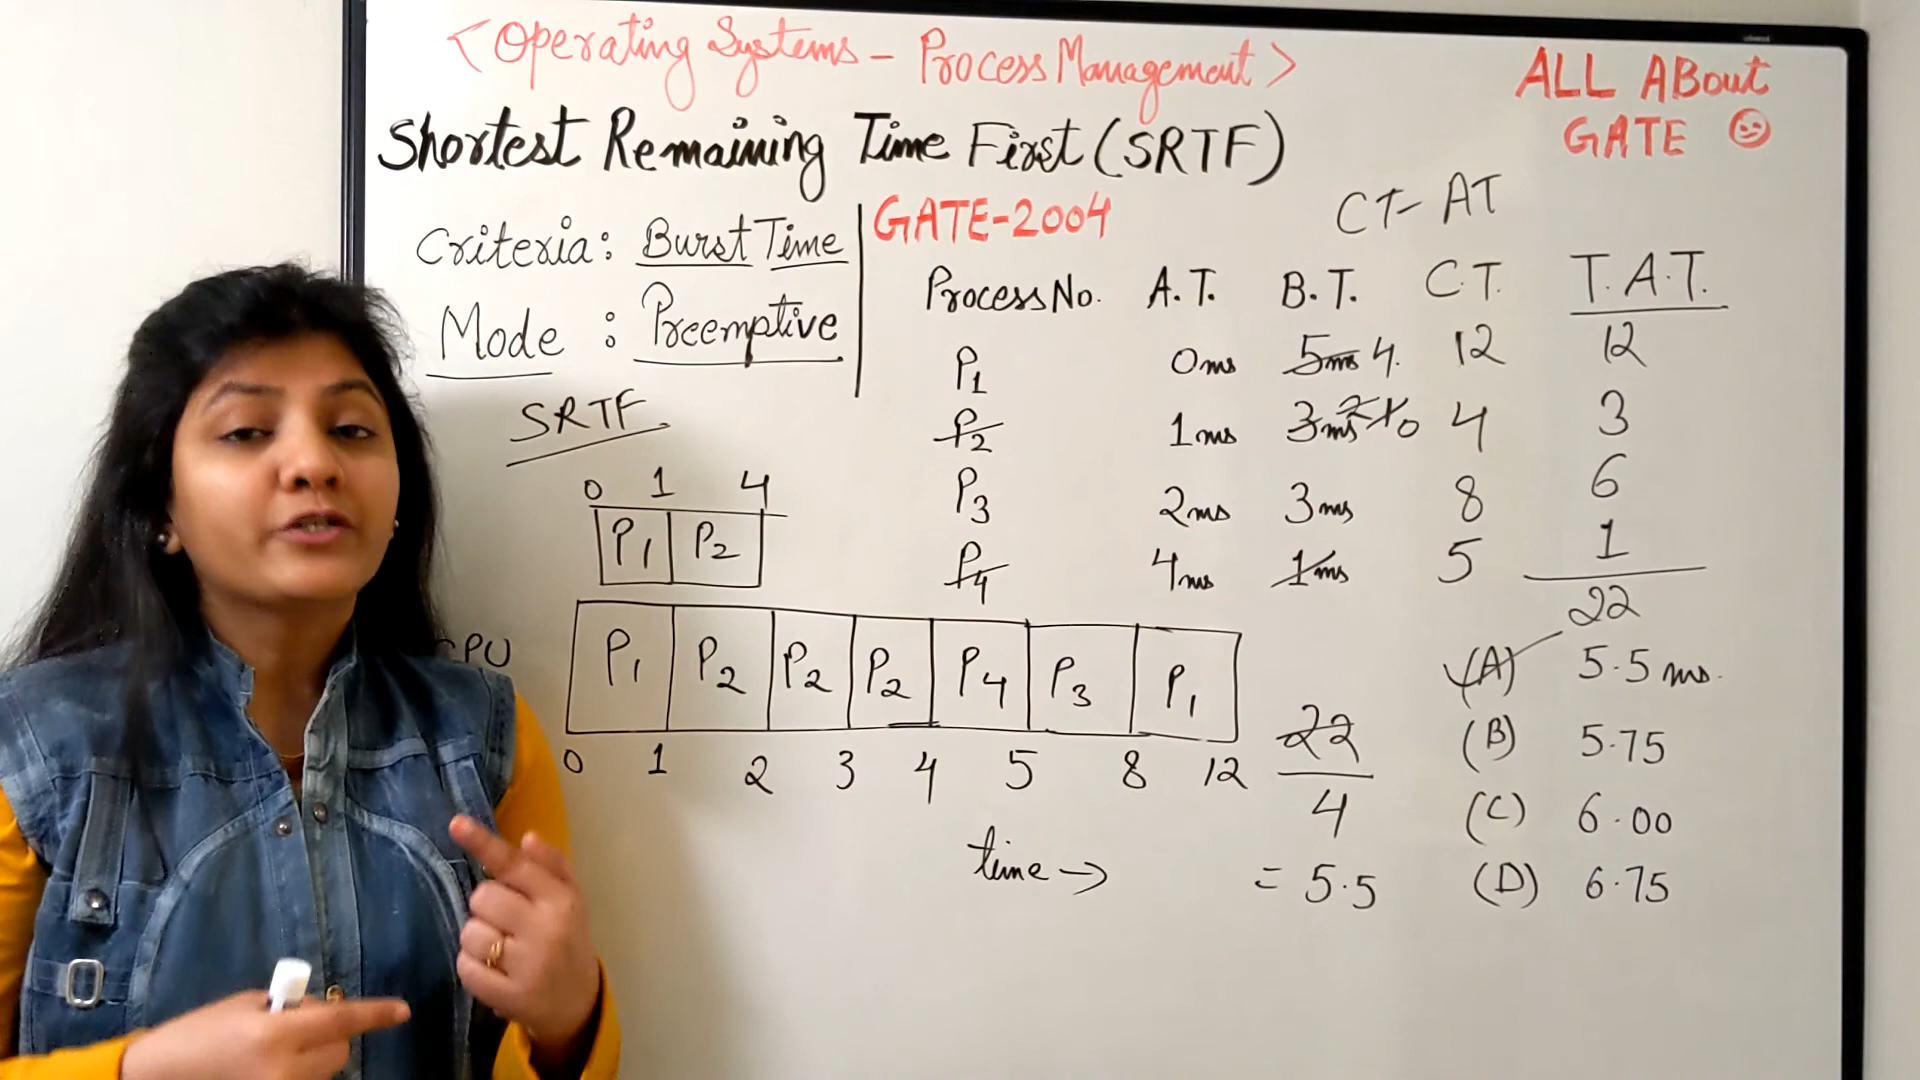 <Operating Systems - Process Management>
ALL ABout
GATE
Shortest Remaining Time First (SRTF)
Criteria: Burst Time
Mode : Preemptive
SRTF
GATE-2004
CT- AT
Process No. A.T. B.T. C.T. T.A.T.
P1 0ms 5ms 4. 12 12
P2 1ms 3ms 2 1 0 4 3
P3 2ms 3ms 8 6
P4 4ms 1ms 5 1
22
0 1 4
P1 P2
CPU
P1 P2 P2 P2 P4 P3 P1
0 1 2 3 4 5 8 12
time →
22
4
= 5.5
(A) 5.5 ms.
(B) 5.75
(C) 6.00
(D) 6.75